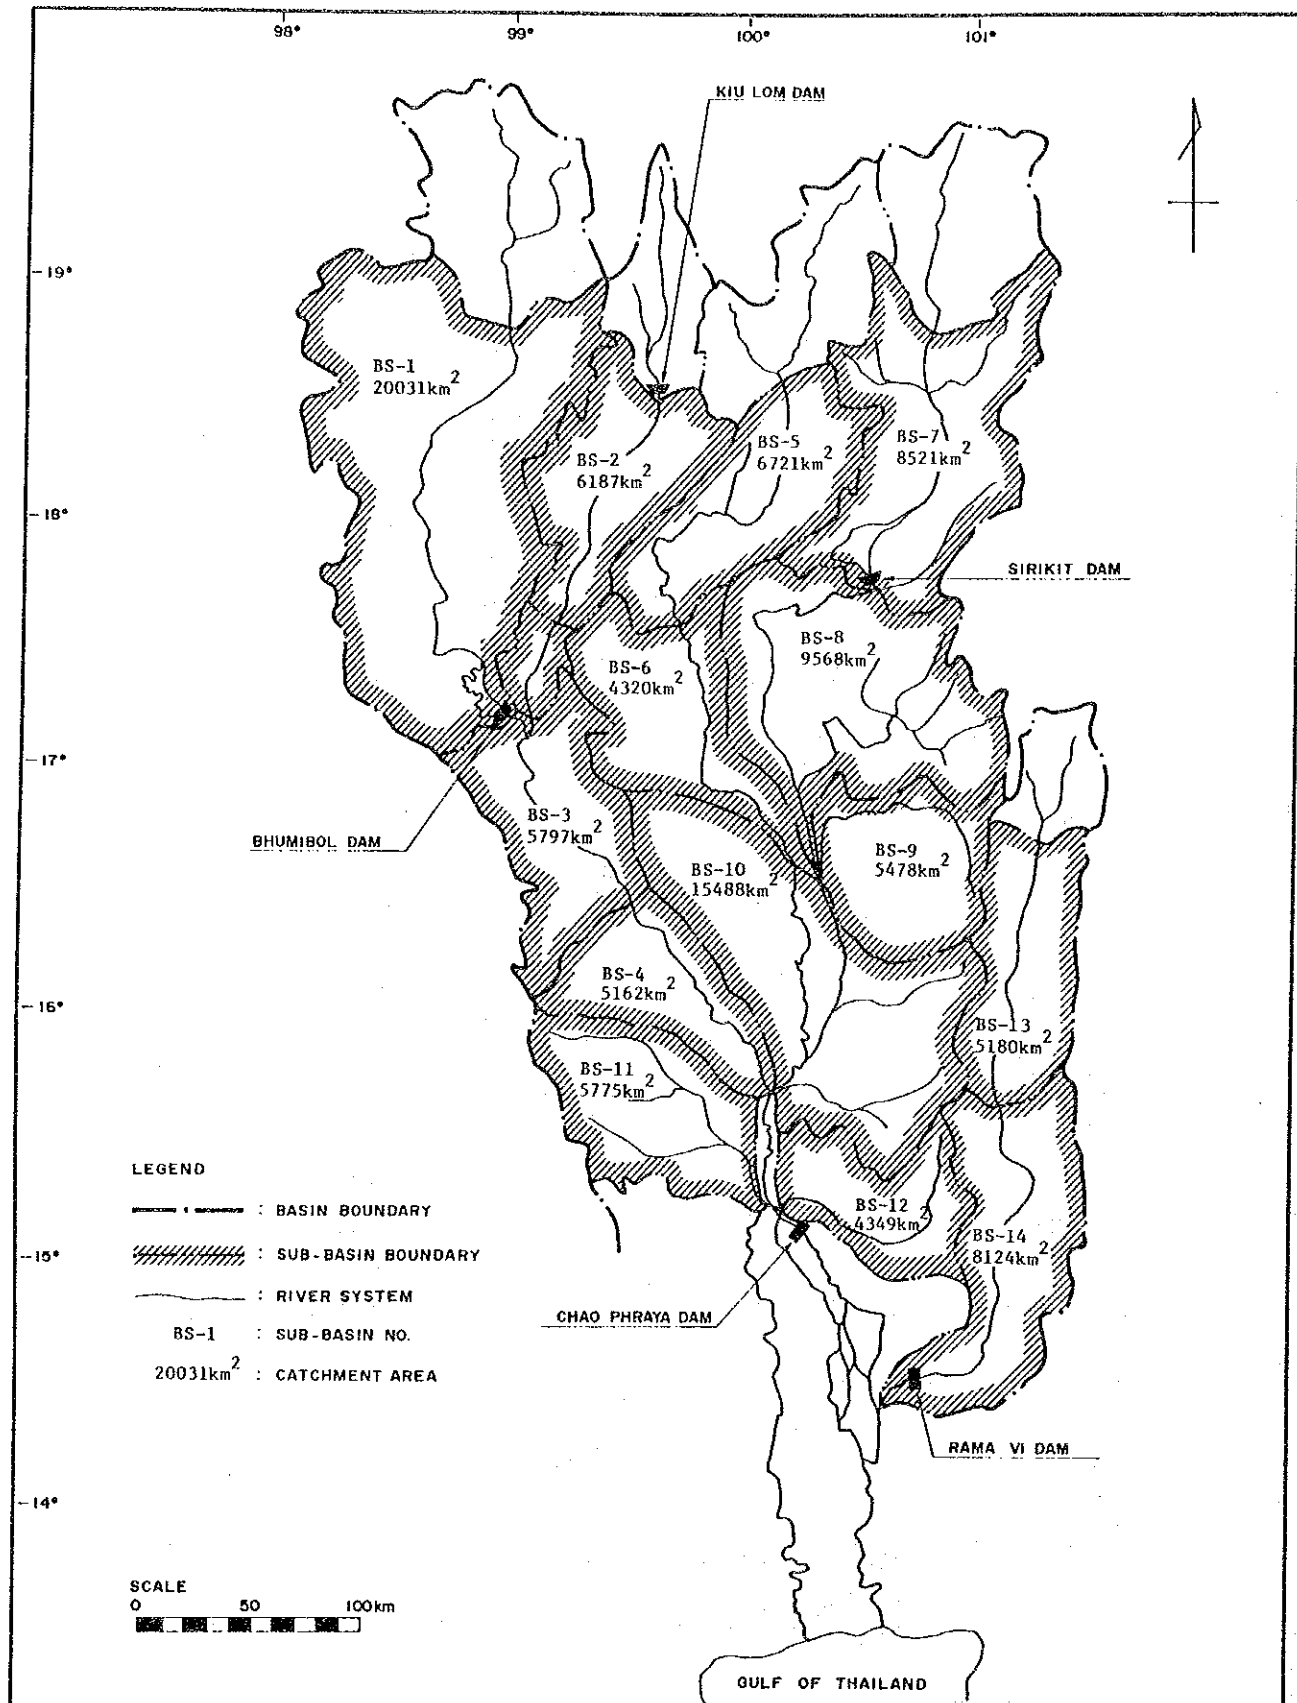 98° 99° 100° 101°
KIU LOM DAM
19°
BS-1
20031km²
BS-2
6187km²
BS-5
6721km²
BS-7
8521km²
18°
SIRIKIT DAM
BS-8
9568km²
BS-6
4320km²
17°
BS-3
5797km²
BHUMIBOL DAM
BS-10
15488km²
BS-9
5478km²
BS-4
5162km²
16°
BS-13
5180km²
BS-11
5775km²
LEGEND
: BASIN BOUNDARY
: SUB-BASIN BOUNDARY
: RIVER SYSTEM
BS-1 : SUB-BASIN NO.
20031km² : CATCHMENT AREA
BS-12
4349km²
BS-14
8124km²
15°
CHAO PHRAYA DAM
RAMA VI DAM
14°
SCALE
0 50 100km
GULF OF THAILAND